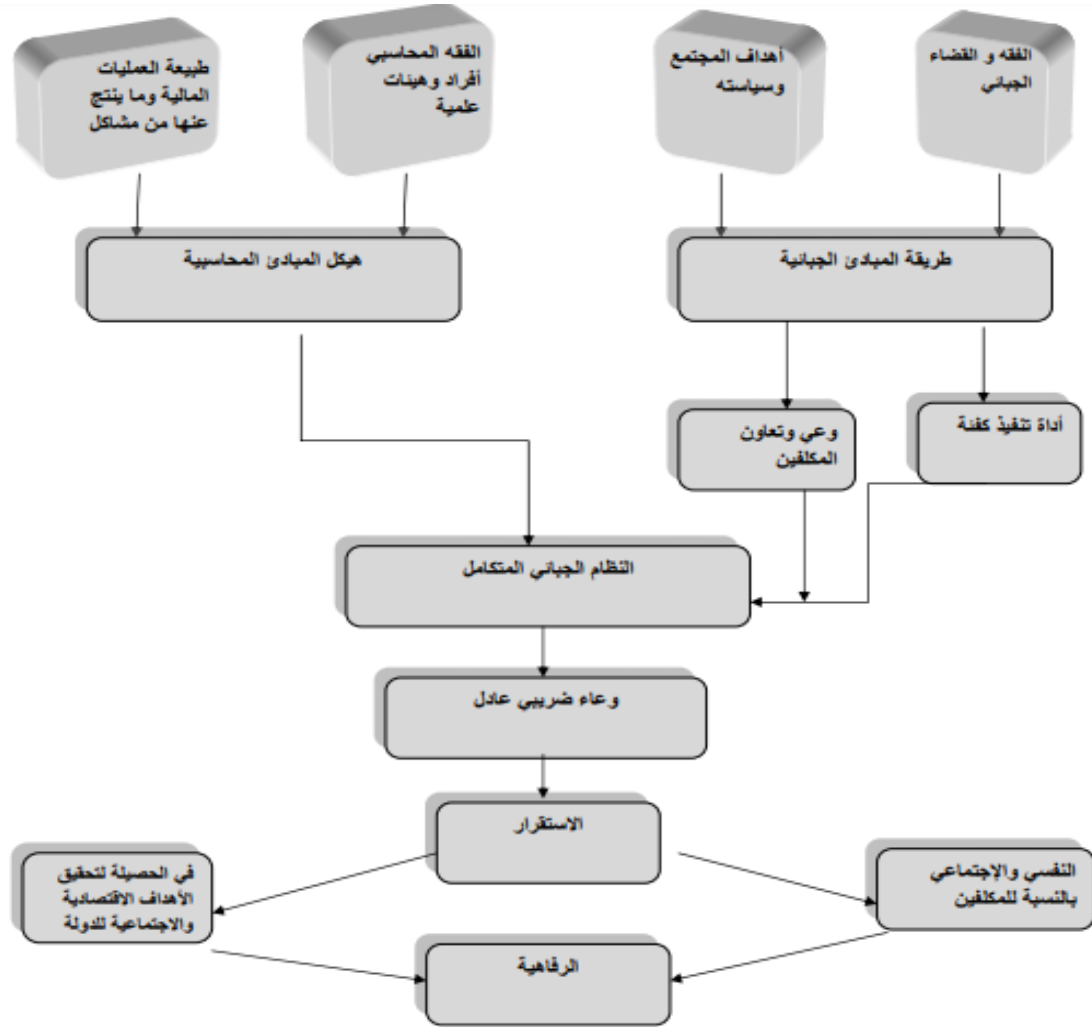 الفقه و القضاء
الجبائي
أهداف المجتمع
وسياسته
الفقه المحاسبي
أفراد وهيئات
علمية
طبيعة العمليات
المالية وما ينتج
عنها من مشاكل
طريقة المبادئ الجبائية
هيكل المبادئ المحاسبية
أداة تنفيذ كفئة
وعي وتعاون
المكلفين
النظام الجبائي المتكامل
وعاء ضريبي عادل
الاستقرار
النفسي والإجتماعي
بالنسبة للمكلفين
في الحصيلة لتحقيق
الأهداف الاقتصادية
والاجتماعية للدولة
الرفاهية